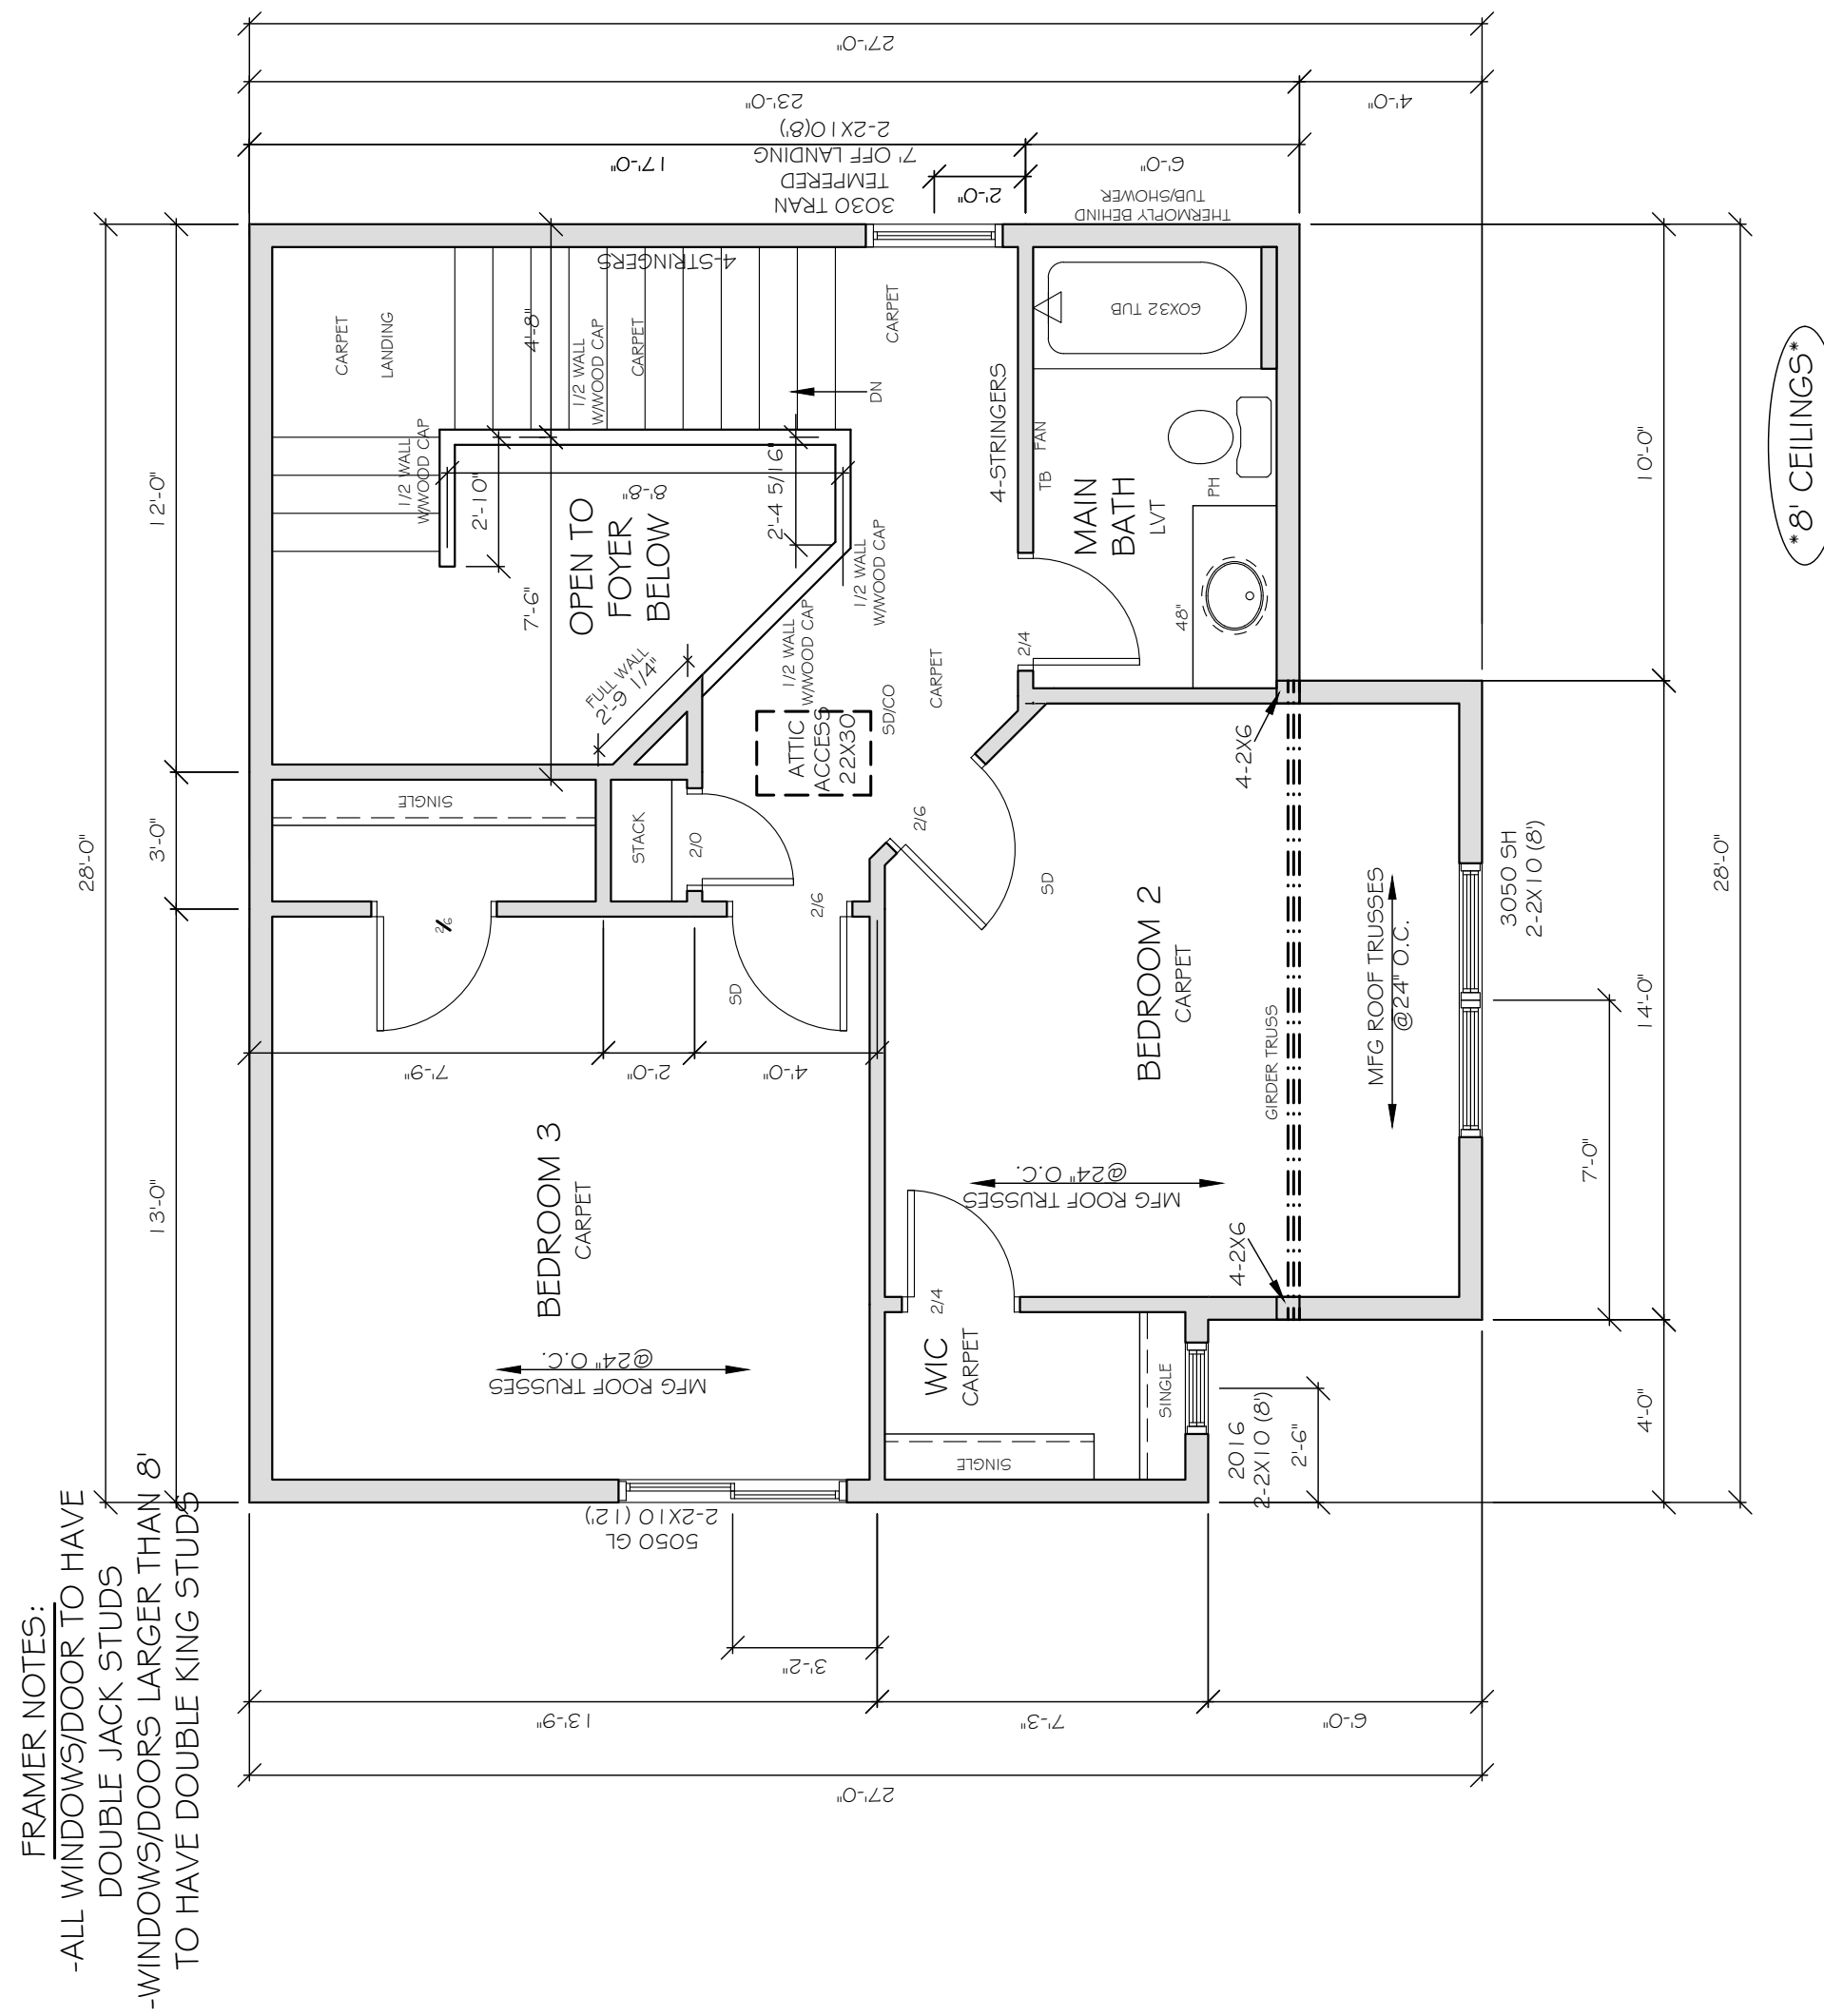 FRAMER NOTES:
-ALL WINDOWS/DOOR TO HAVE
DOUBLE JACK STUDS
-WINDOWS/DOORS LARGER THAN 8'
TO HAVE DOUBLE KING STUDS
28'-0"
13'-0"
3'-0"
12'-0"
27'-0"
13'-9"
7'-3"
6'-0"
3'-2"
5050 GL
2-2X10 (12')
BEDROOM 3
CARPET
MFG ROOF TRUSSES
@24" O.C.
7'-9"
2'-0"
4'-0"
SD
2/6
2/6
SINGLE
STACK
2/0
CARPET
LANDING
4-STRINGERS
4'-8"
1/2 WALL
W/WOOD CAP
CARPET
1/2 WALL
W/WOOD CAP
2'-10"
8'-8"
7'-6"
OPEN TO
FOYER
BELOW
2'-4 5/16"
FULL WALL
2'-9 1/4"
1/2 WALL
W/WOOD CAP
1/2 WALL
W/WOOD CAP
DN
CARPET
ATTIC
ACCESS
22X30
SD/CO
CARPET
2/6
4-STRINGERS
3030 TRAN
TEMPERED
7' OFF LANDING
2-2X10(8')
2'-0"
17'-0"
6'-0"
23'-0"
4'-0"
27'-0"
THERMOPLY BEHIND
TUB/SHOWER
60X32 TUB
TB
FAN
MAIN
BATH
LVT
PH
48"
2/4
BEDROOM 2
CARPET
SD
MFG ROOF TRUSSES
@24" O.C.
GIRDER TRUSS
MFG ROOF TRUSSES
@24" O.C.
4-2X6
4-2X6
2/4
WIC
CARPET
SINGLE
SINGLE
2016
2-2X10 (8')
2'-6"
3050 SH
2-2X10 (8')
7'-0"
4'-0"
14'-0"
10'-0"
28'-0"
*8' CEILINGS*